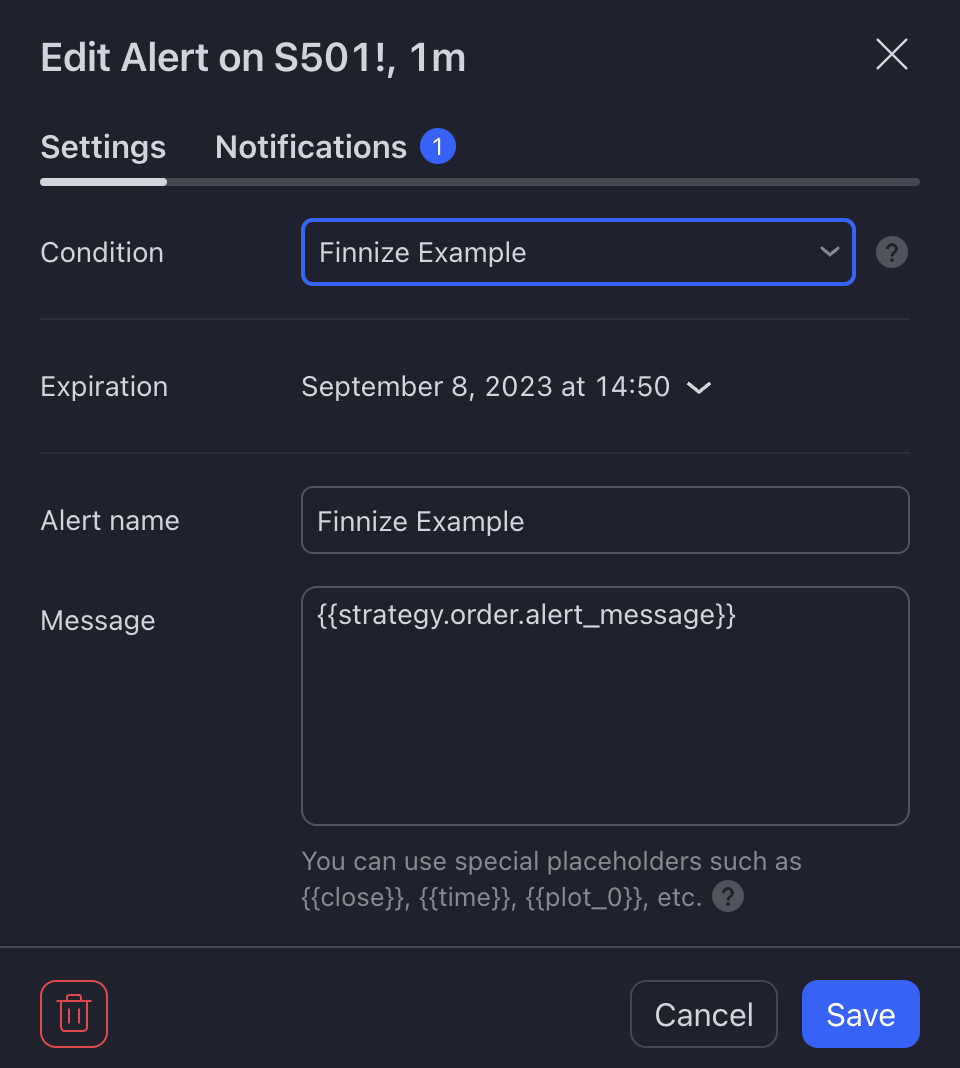 Edit Alert on S501!, 1m
Settings Notifications 1
Condition Finnize Example ?
Expiration September 8, 2023 at 14:50
Alert name Finnize Example
Message {{strategy.order.alert_message}}
You can use special placeholders such as
{{close}}, {{time}}, {{plot_0}}, etc. ?
Cancel Save